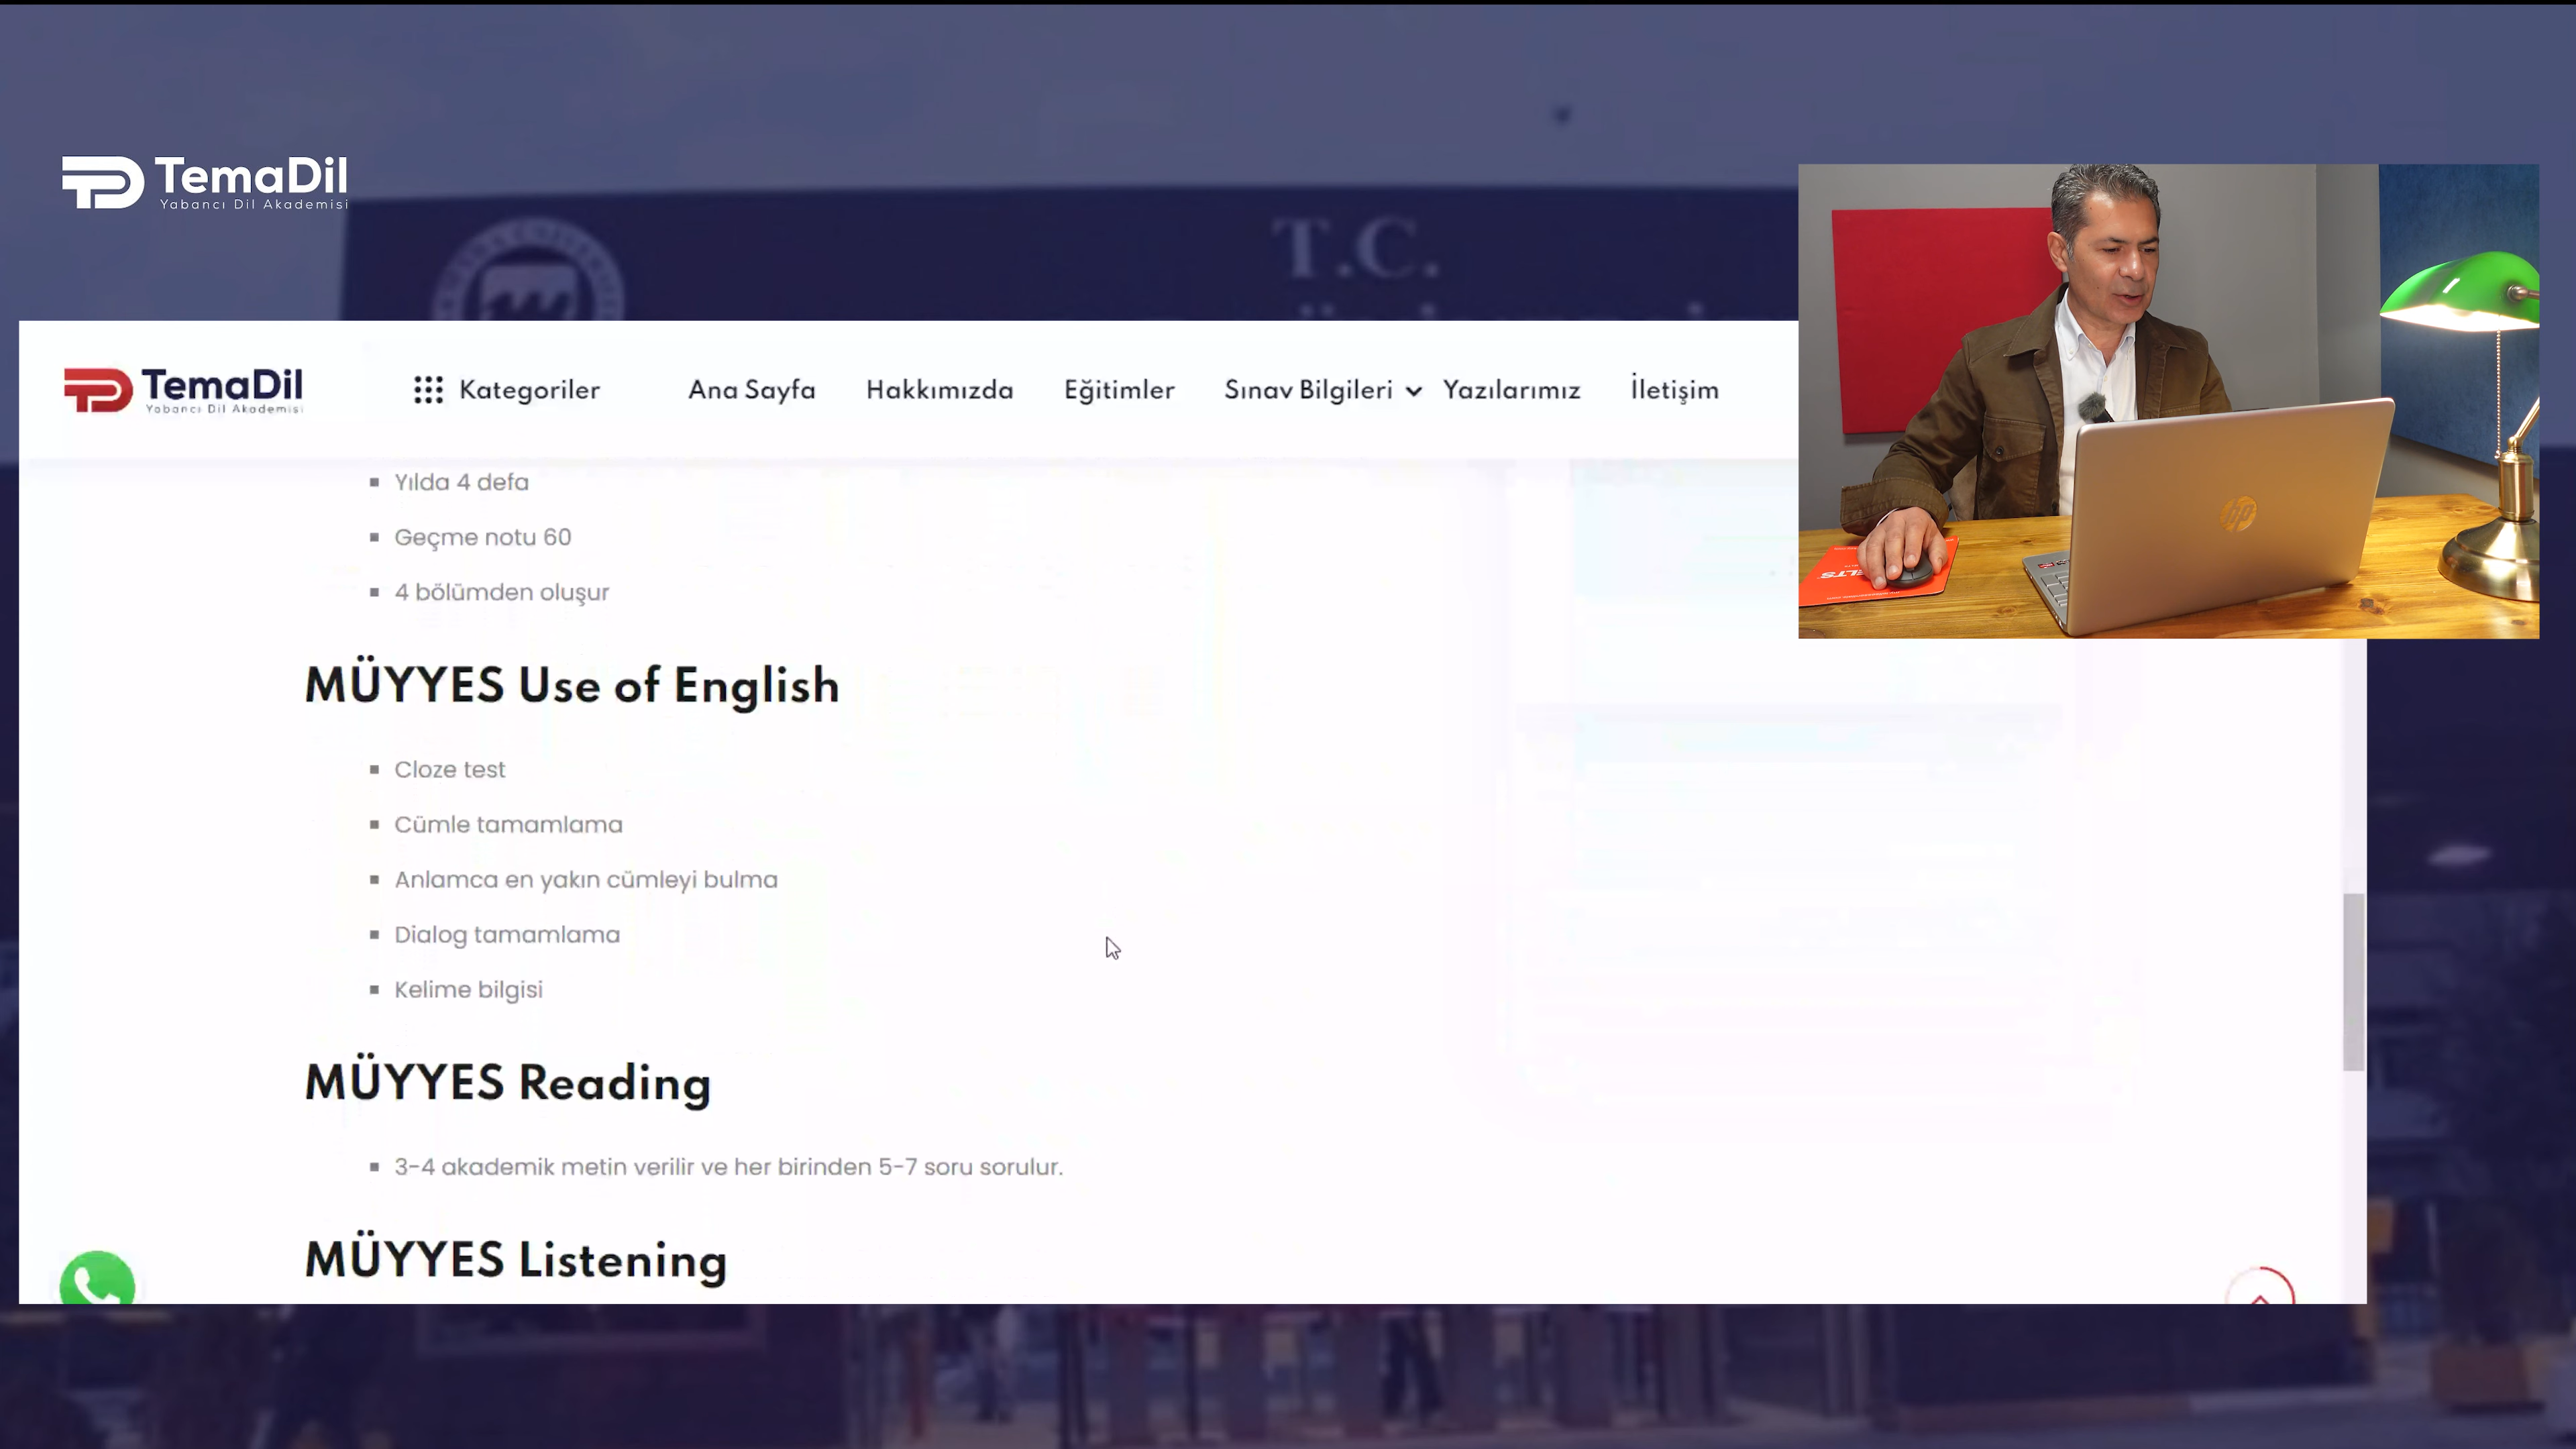 TemaDil
Yabancı Dil Akademisi
T.C.
TemaDil
Yabancı Dil Akademisi
Kategoriler
Ana Sayfa
Hakkımızda
Eğitimler
Sınav Bilgileri
Yazılarımız
İletişim
Yılda 4 defa
Geçme notu 60
4 bölümden oluşur
MÜYYES Use of English
Cloze test
Cümle tamamlama
Anlamca en yakın cümleyi bulma
Dialog tamamlama
Kelime bilgisi
MÜYYES Reading
3-4 akademik metin verilir ve her birinden 5-7 soru sorulur.
MÜYYES Listening
hp